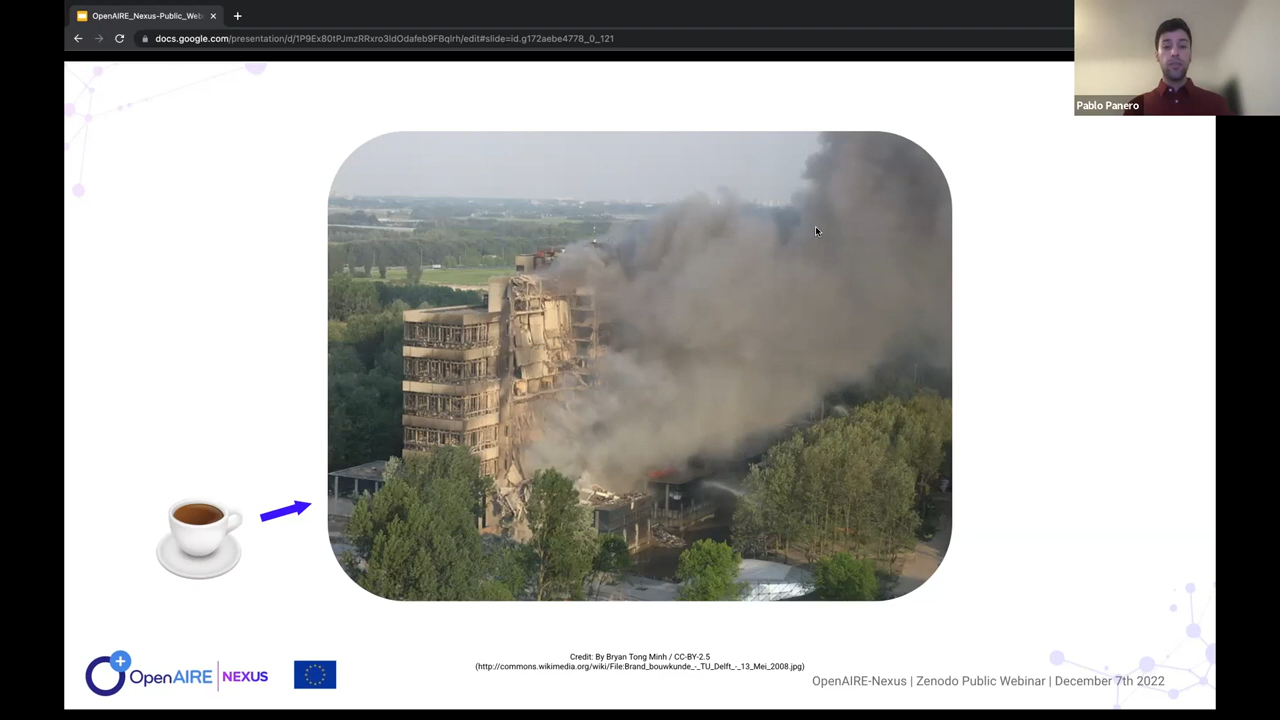 OpenAIRE_Nexus-Public_Web
docs.google.com/presentation/d/1P9Ex80tPJmzRRxro3IdOdafeb9FBqlrh/edit#slide=id.g172aebe4778_0_121
Pablo Panero
Credit: By Bryan Tong Minh / CC-BY-2.5
(http://commons.wikimedia.org/wiki/File:Brand_bouwkunde_-_TU_Delft_-_13_Mei_2008.jpg)
OpenAIRE NEXUS
OpenAIRE-Nexus | Zenodo Public Webinar | December 7th 2022